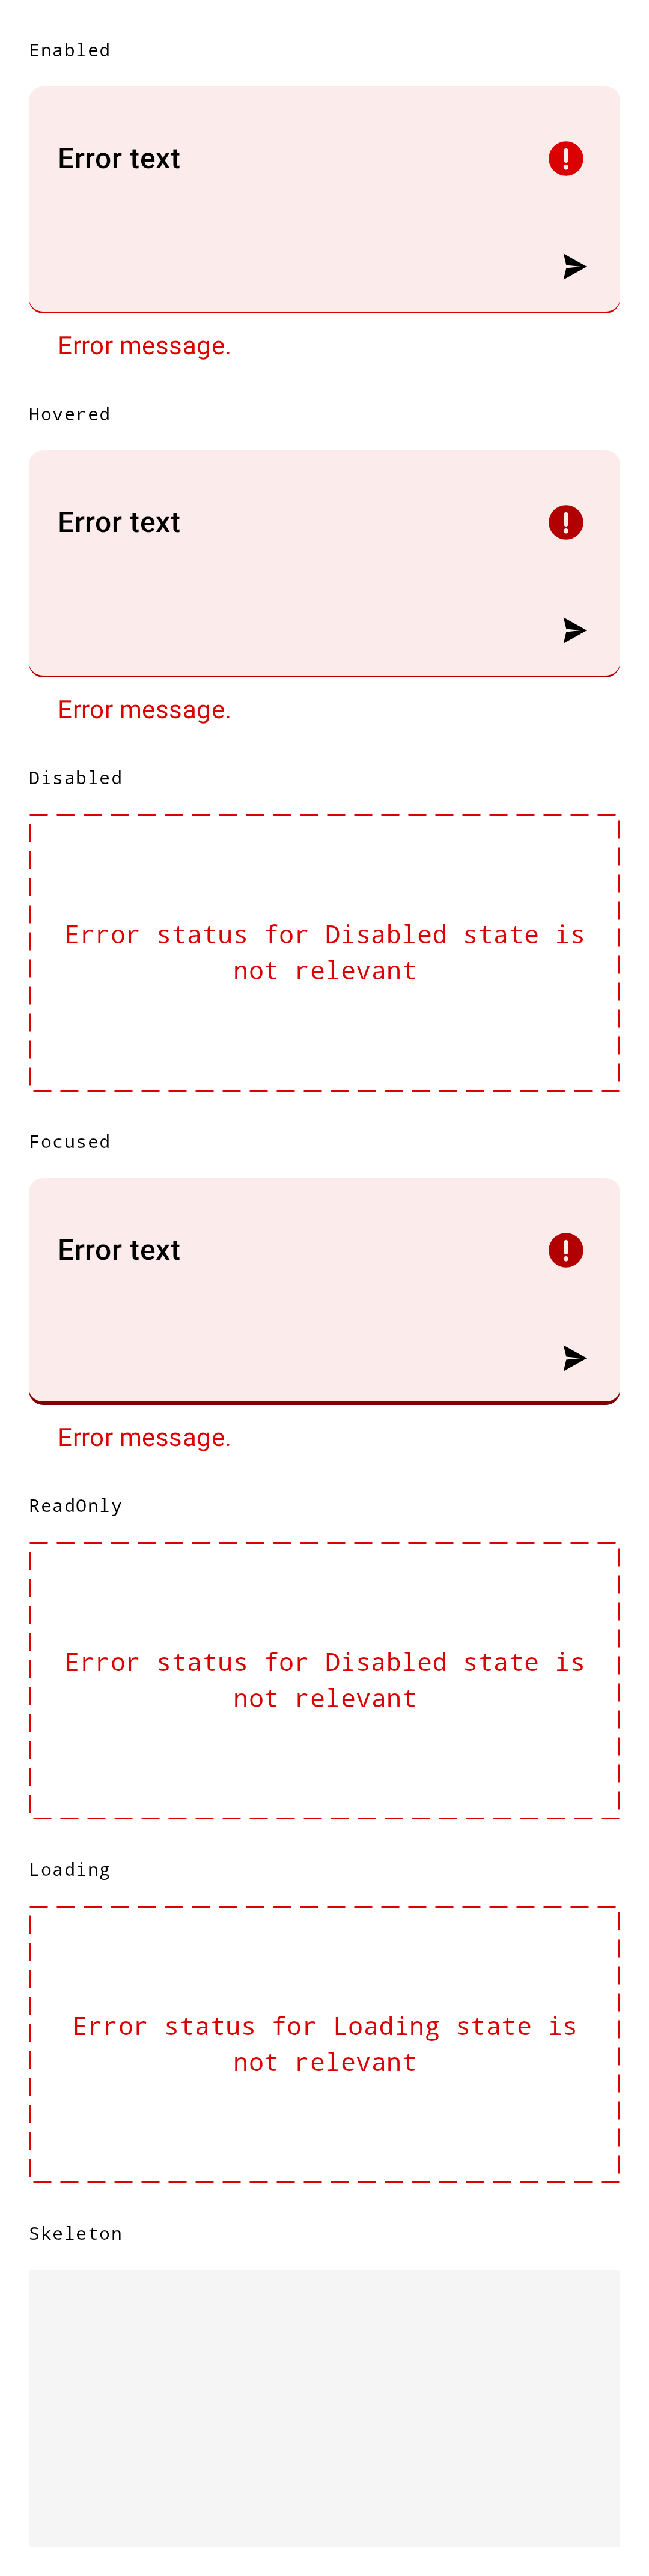 Enabled
Error text
Error message.
Hovered
Error text
Error message.
Disabled
Error status for Disabled state is
not relevant
Focused
Error text
Error message.
ReadOnly
Error status for Disabled state is
not relevant
Loading
Error status for Loading state is
not relevant
Skeleton